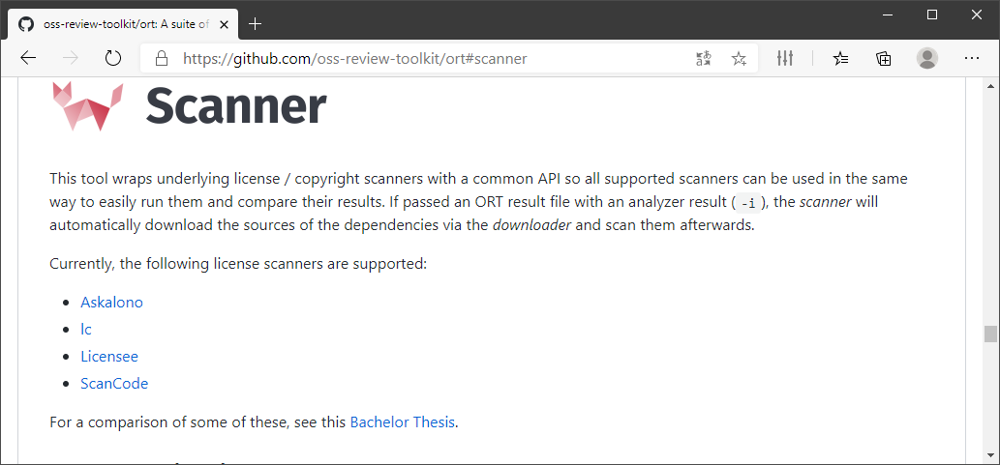 oss-review-toolkit/ort: A suite of
https://github.com/oss-review-toolkit/ort#scanner
Scanner
This tool wraps underlying license / copyright scanners with a common API so all supported scanners can be used in the same
way to easily run them and compare their results. If passed an ORT result file with an analyzer result ( -i ), the scanner will
automatically download the sources of the dependencies via the downloader and scan them afterwards.
Currently, the following license scanners are supported:
• Askalono
• lc
• Licensee
• ScanCode
For a comparison of some of these, see this Bachelor Thesis.